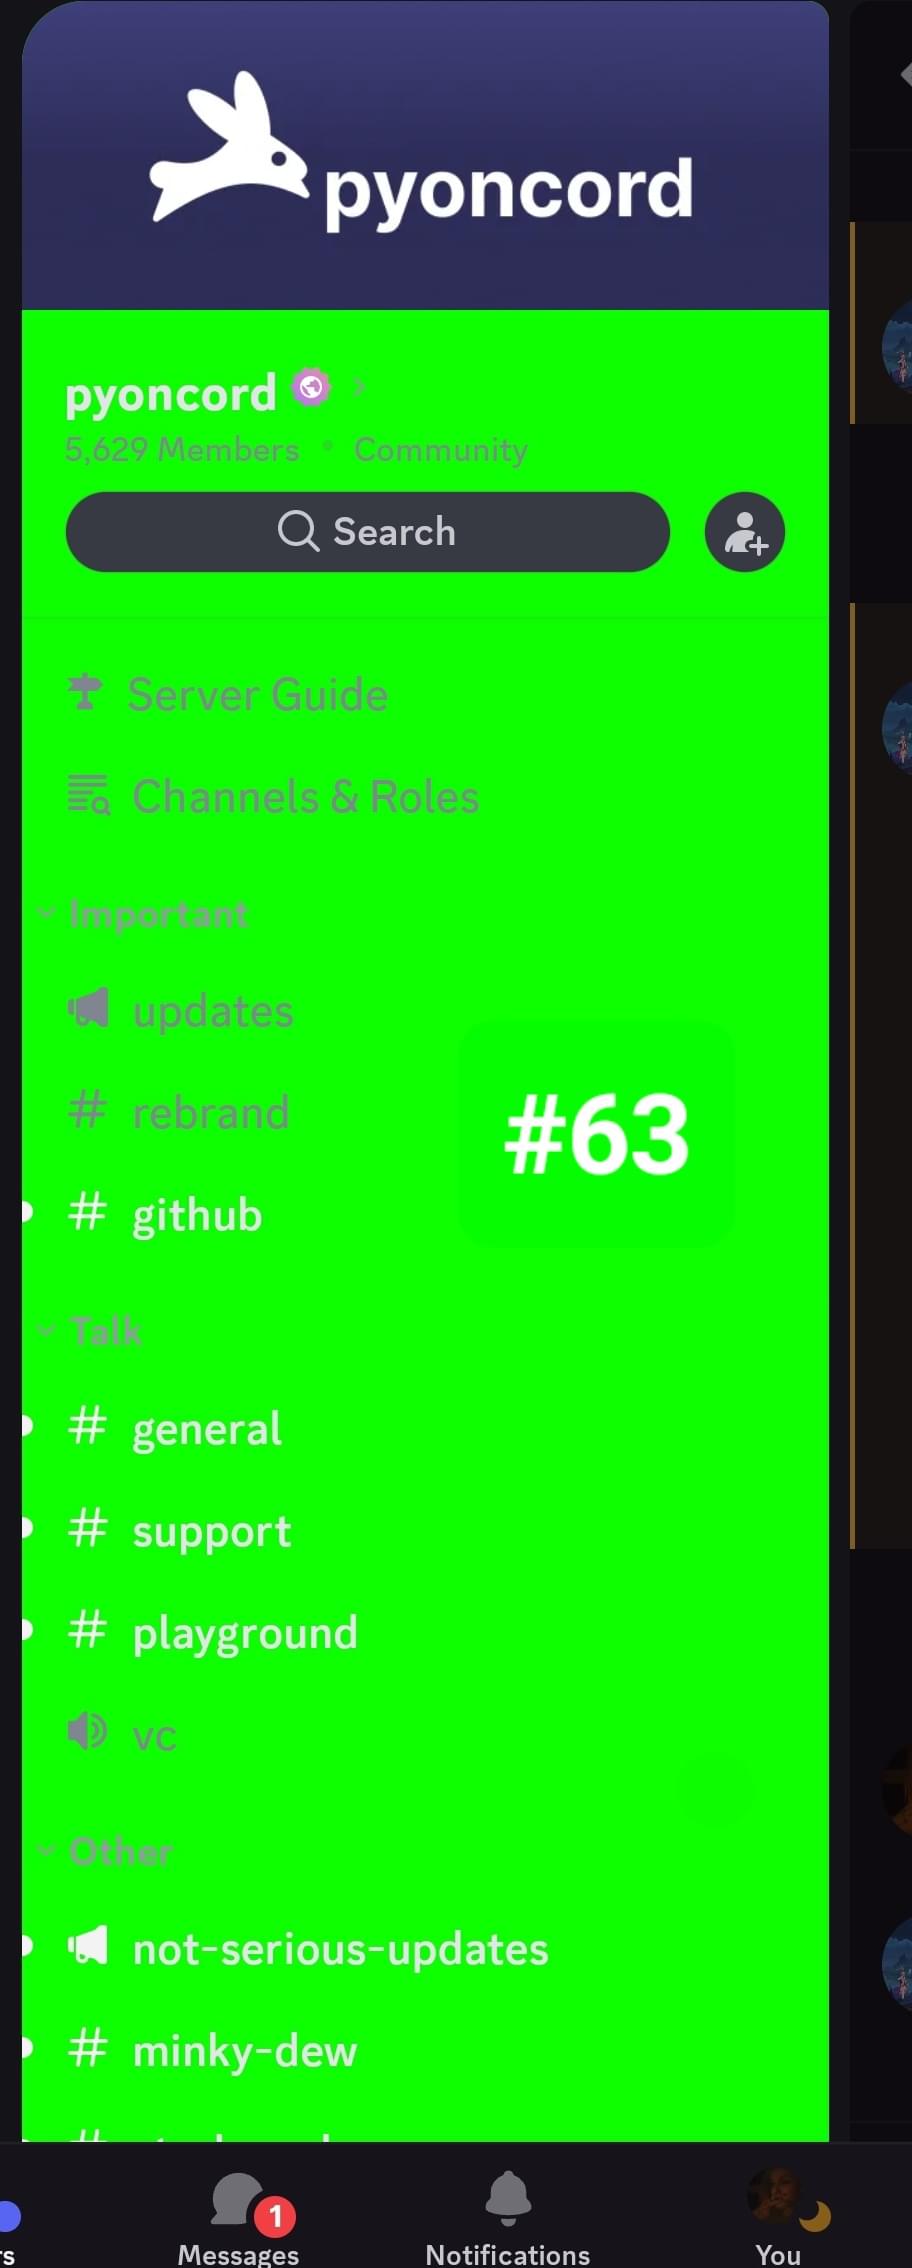 pyoncord
pyoncord
5,629 Members • Community
Search
Server Guide
Channels & Roles
Important
updates
rebrand
#63
github
Talk
general
support
playground
vc
Other
not-serious-updates
minky-dew
1
Messages
Notifications
You